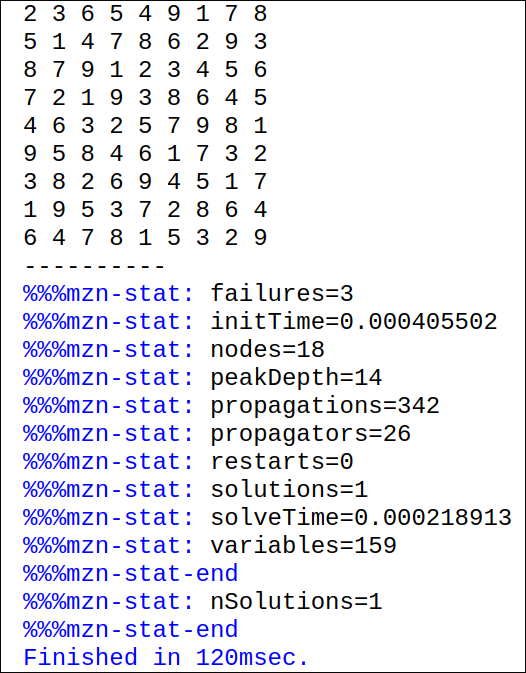 2 3 6 5 4 9 1 7 8
5 1 4 7 8 6 2 9 3
8 7 9 1 2 3 4 5 6
7 2 1 9 3 8 6 4 5
4 6 3 2 5 7 9 8 1
9 5 8 4 6 1 7 3 2
3 8 2 6 9 4 5 1 7
1 9 5 3 7 2 8 6 4
6 4 7 8 1 5 3 2 9
----------
%%%mzn-stat: failures=3
%%%mzn-stat: initTime=0.000405502
%%%mzn-stat: nodes=18
%%%mzn-stat: peakDepth=14
%%%mzn-stat: propagations=342
%%%mzn-stat: propagators=26
%%%mzn-stat: restarts=0
%%%mzn-stat: solutions=1
%%%mzn-stat: solveTime=0.000218913
%%%mzn-stat: variables=159
%%%mzn-stat-end
%%%mzn-stat: nSolutions=1
%%%mzn-stat-end
Finished in 120msec.